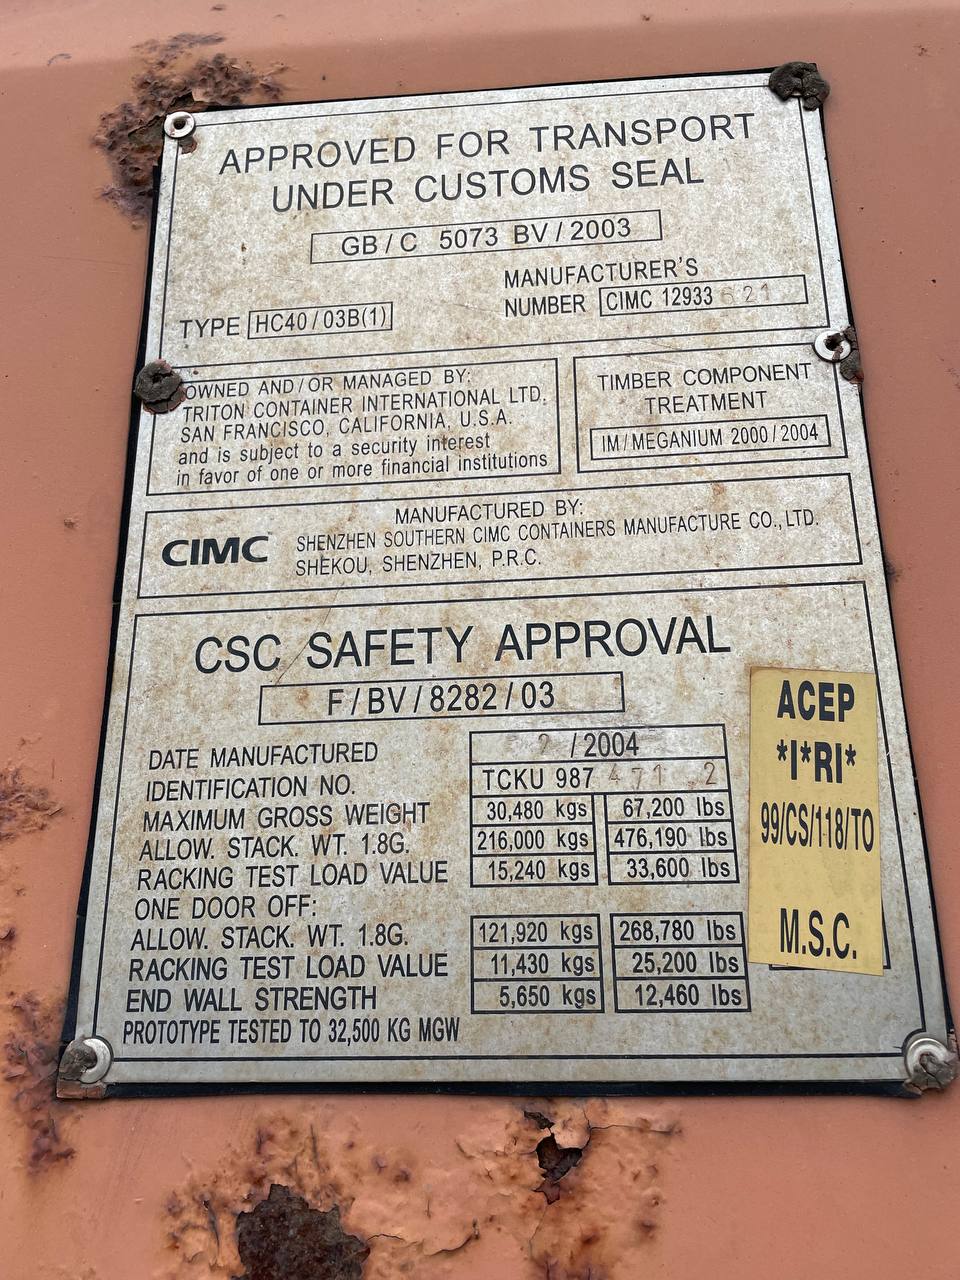 APPROVED FOR TRANSPORT
UNDER CUSTOMS SEAL
GB/C 5073 BV/2003
MANUFACTURER'S
NUMBER CIMC 12933 621
TYPE HC40/03B(1)
OWNED AND/OR MANAGED BY:
TRITON CONTAINER INTERNATIONAL LTD.
SAN FRANCISCO, CALIFORNIA, U.S.A.
and is subject to a security interest
in favor of one or more financial institutions
TIMBER COMPONENT
TREATMENT
IM/MEGANIUM 2000/2004
CIMC
MANUFACTURED BY:
SHENZHEN SOUTHERN CIMC CONTAINERS MANUFACTURE CO., LTD.
SHEKOU, SHENZHEN, P.R.C.
CSC SAFETY APPROVAL
F/BV/8282/03
DATE MANUFACTURED 2 /2004
IDENTIFICATION NO. TCKU 987 471 2
MAXIMUM GROSS WEIGHT 30,480 kgs 67,200 lbs
ALLOW. STACK. WT. 1.8G. 216,000 kgs 476,190 lbs
RACKING TEST LOAD VALUE 15,240 kgs 33,600 lbs
ONE DOOR OFF:
ALLOW. STACK. WT. 1.8G. 121,920 kgs 268,780 lbs
RACKING TEST LOAD VALUE 11,430 kgs 25,200 lbs
END WALL STRENGTH 5,650 kgs 12,460 lbs
PROTOTYPE TESTED TO 32,500 KG MGW
ACEP
*I*RI*
99/CS/118/TO
M.S.C.